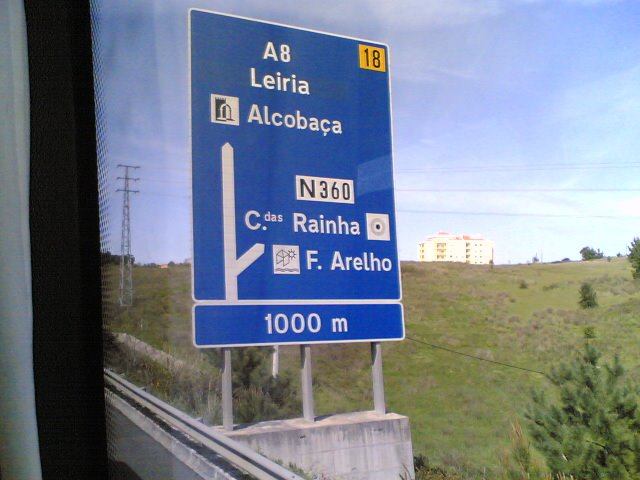 A8 18
Leiria
Alcobaça
N360
C.das Rainha
F. Arelho
1000 m